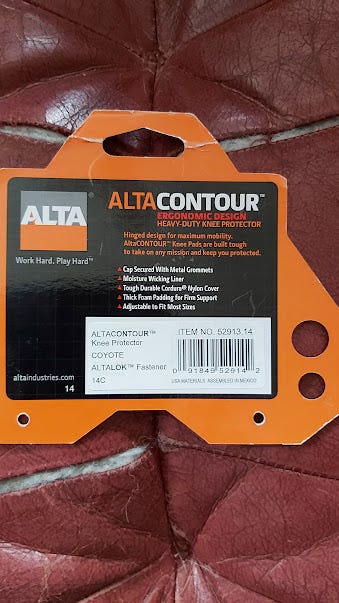 ALTA
Work Hard. Play Hard™
ALTACONTOUR™
ERGONOMIC DESIGN
HEAVY-DUTY KNEE PROTECTOR
Hinged design for maximum mobility.
AltaCONTOUR™ Knee Pads are built tough
to take on any mission and keep you protected.
Cap Secured With Metal Grommets
Moisture Wicking Liner
Tough Durable Cordura® Nylon Cover
Thick Foam Padding for Firm Support
Adjustable to Fit Most Sizes
ALTACONTOUR™
Knee Protector
COYOTE
ALTALOK™ Fastener
14C
ITEM NO. 52913.14
0 91849 52914 2
USA MATERIALS ASSEMBLED IN MEXICO
altaindustries.com
14